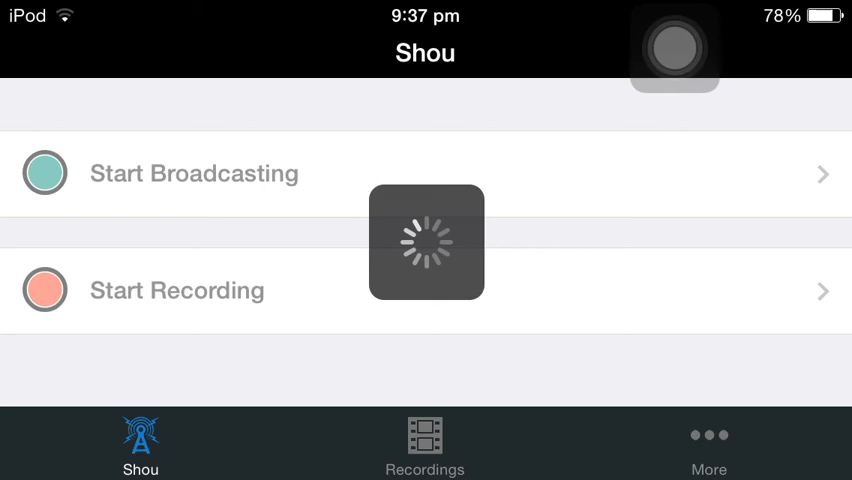 iPod 9:37 pm 78%
Shou
Start Broadcasting
Start Recording
Shou Recordings More